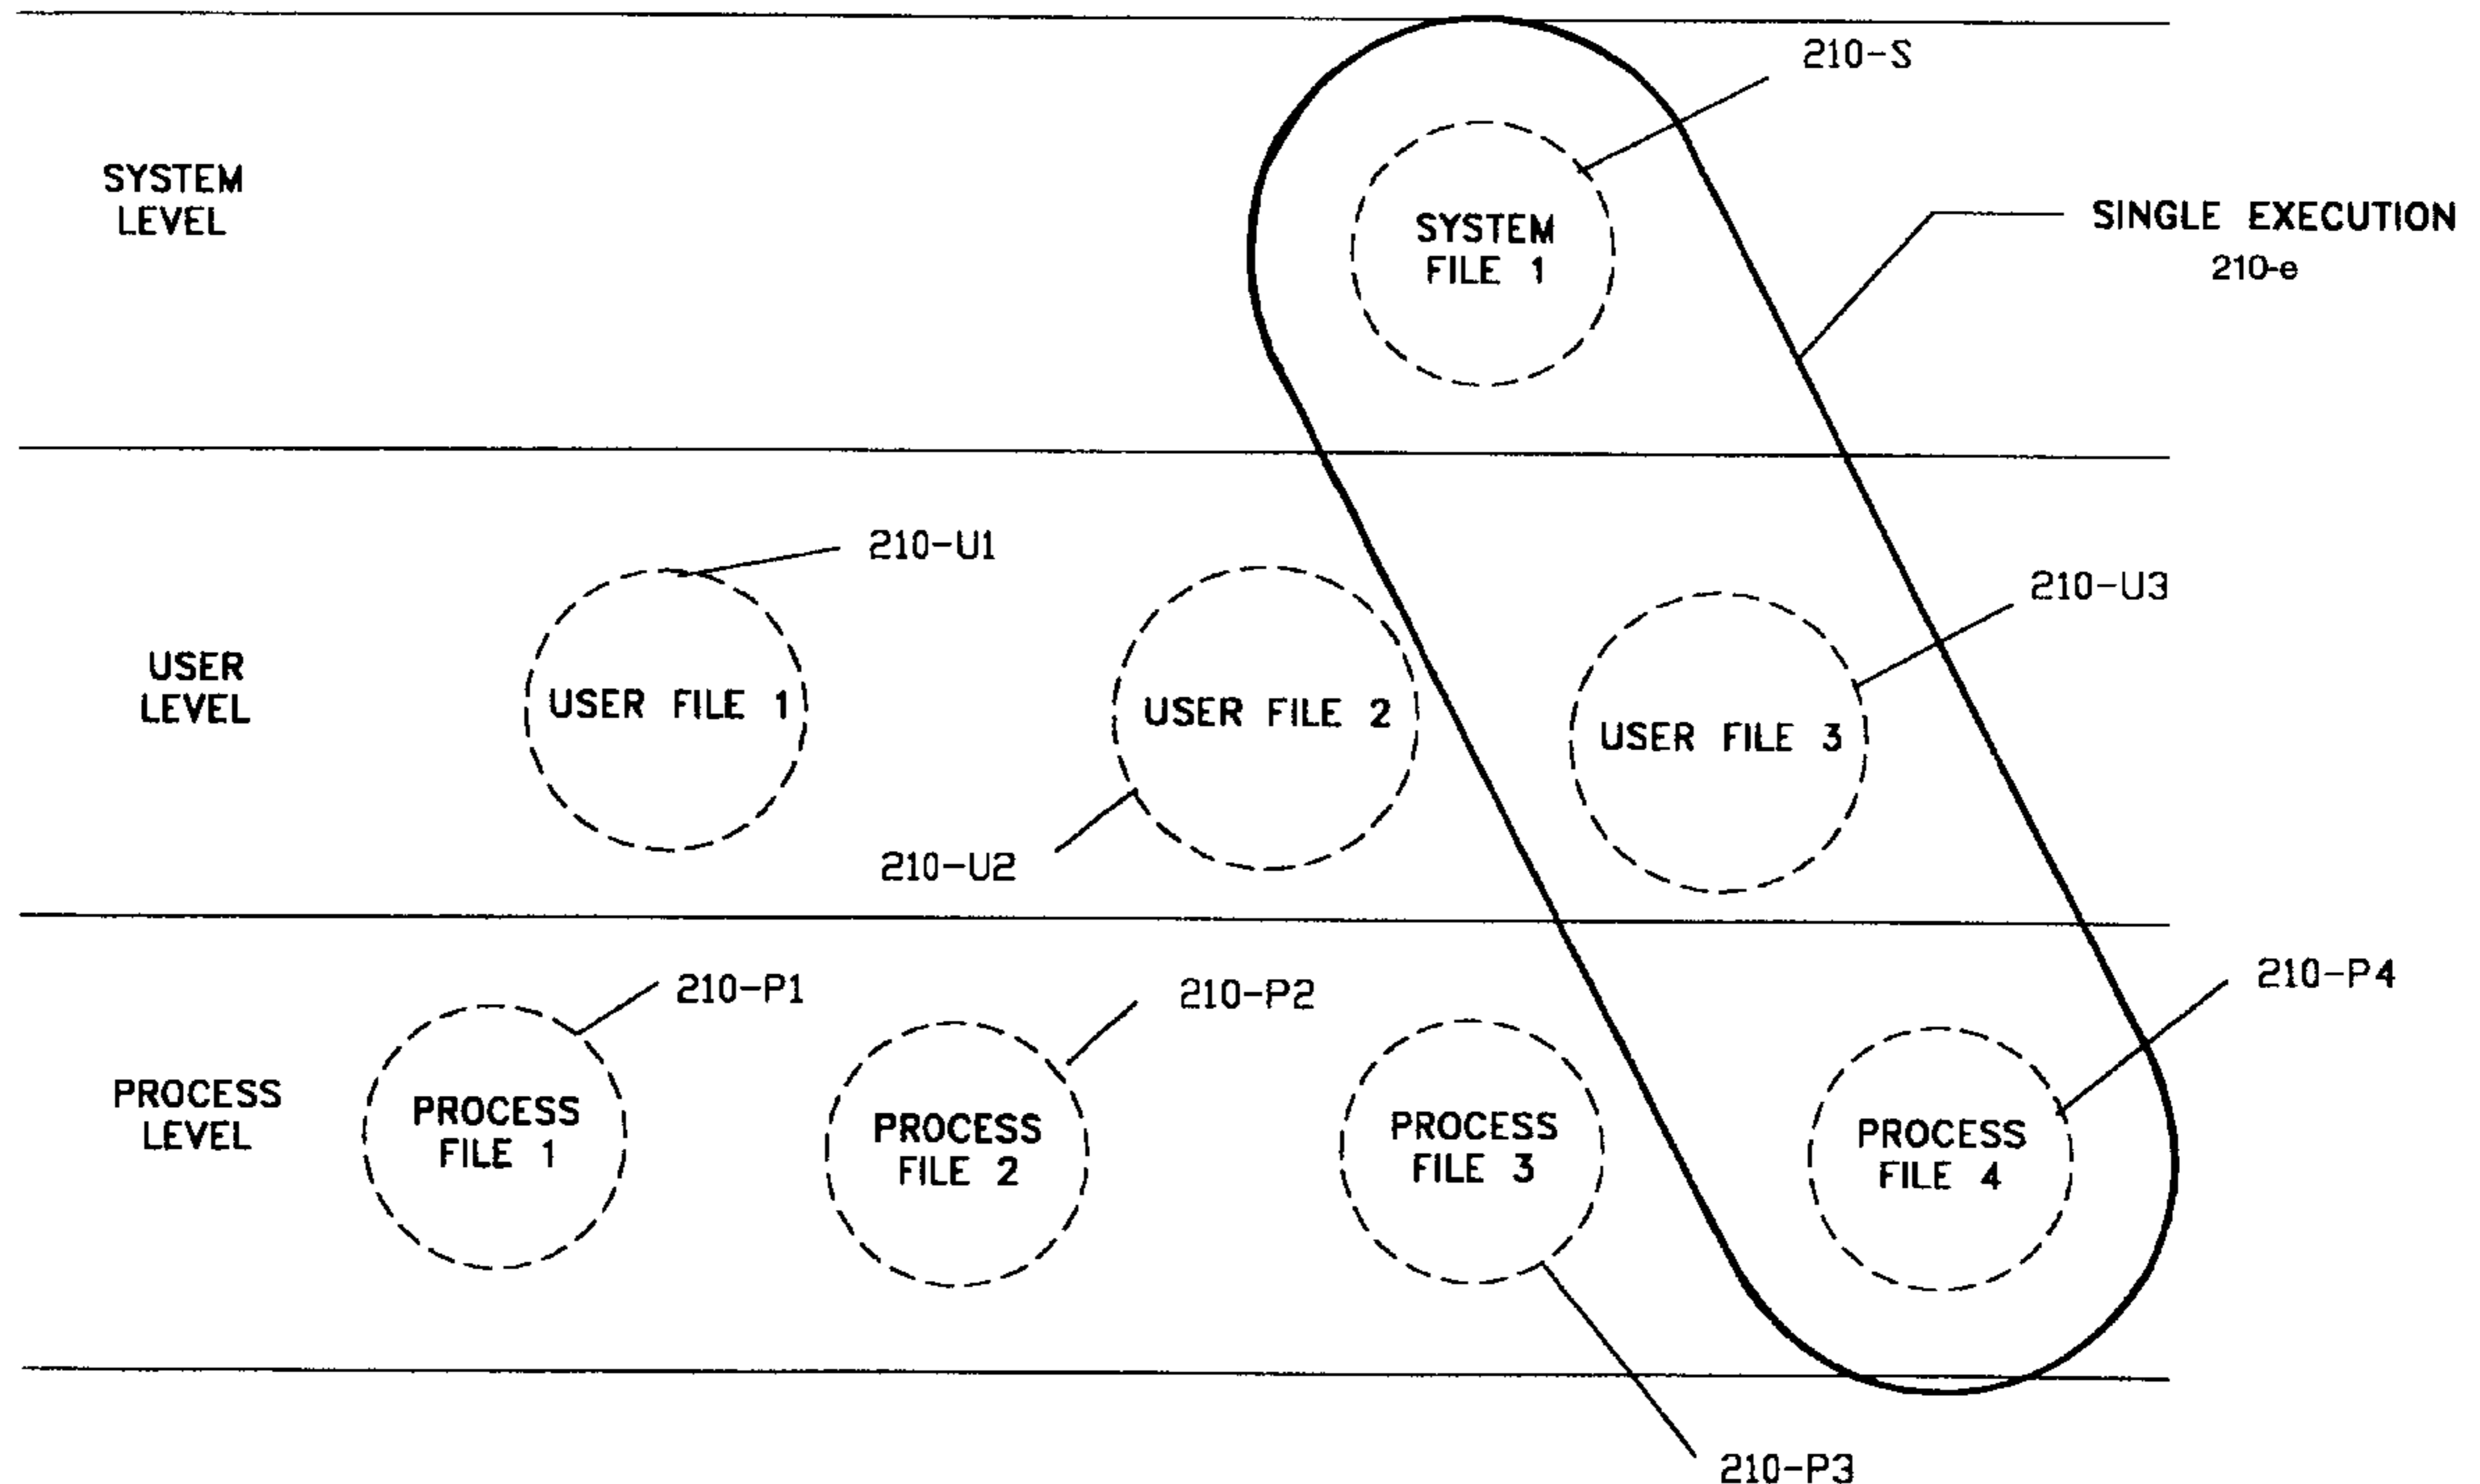 210-S
SYSTEM
LEVEL
SYSTEM
FILE 1
SINGLE EXECUTION
210-e
210-U1
210-U3
USER
LEVEL
USER FILE 1
USER FILE 2
USER FILE 3
210-U2
210-P1
210-P2
210-P4
PROCESS
LEVEL
PROCESS
FILE 1
PROCESS
FILE 2
PROCESS
FILE 3
PROCESS
FILE 4
210-P3